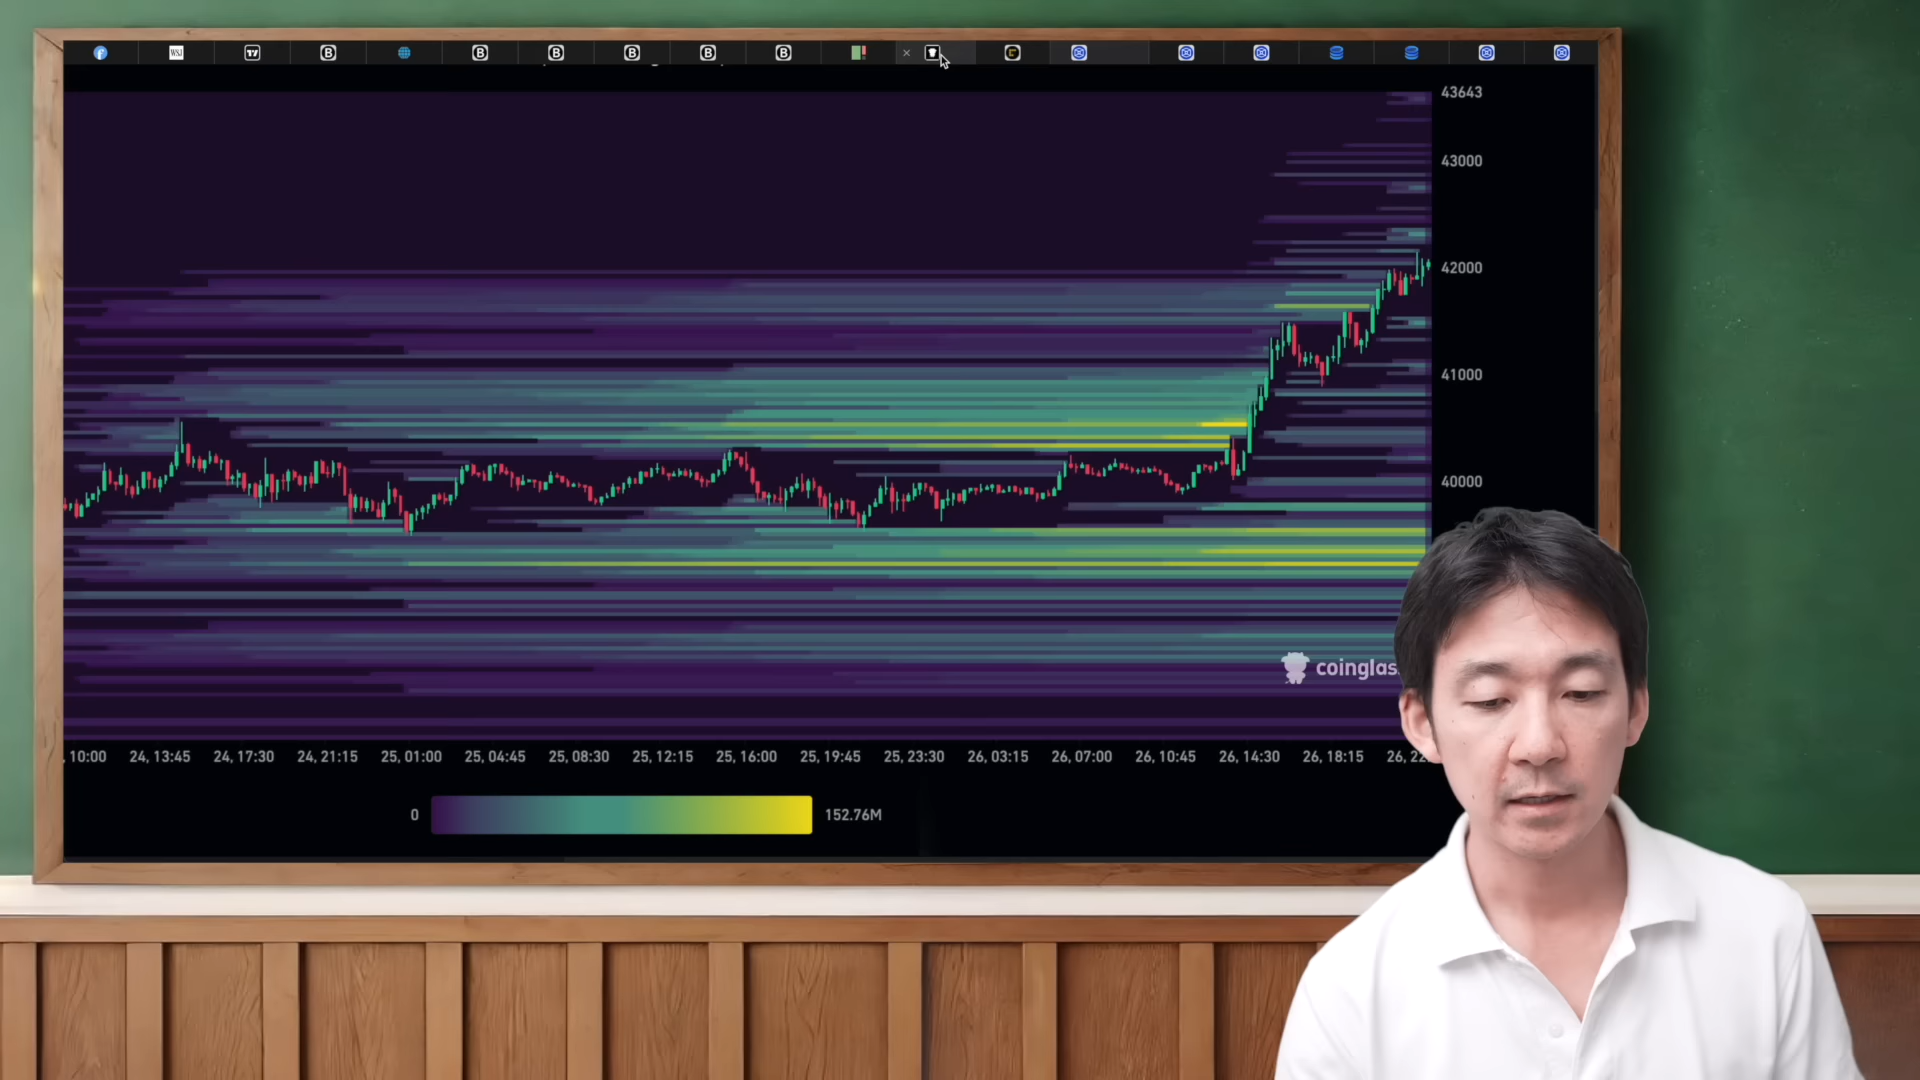 WSJ
B
B
B
B
B
B
43643
43000
42000
41000
40000
coinglas
10:00
24, 13:45
24, 17:30
24, 21:15
25, 01:00
25, 04:45
25, 08:30
25, 12:15
25, 16:00
25, 19:45
25, 23:30
26, 03:15
26, 07:00
26, 10:45
26, 14:30
26, 18:15
26, 22
0
152.76M